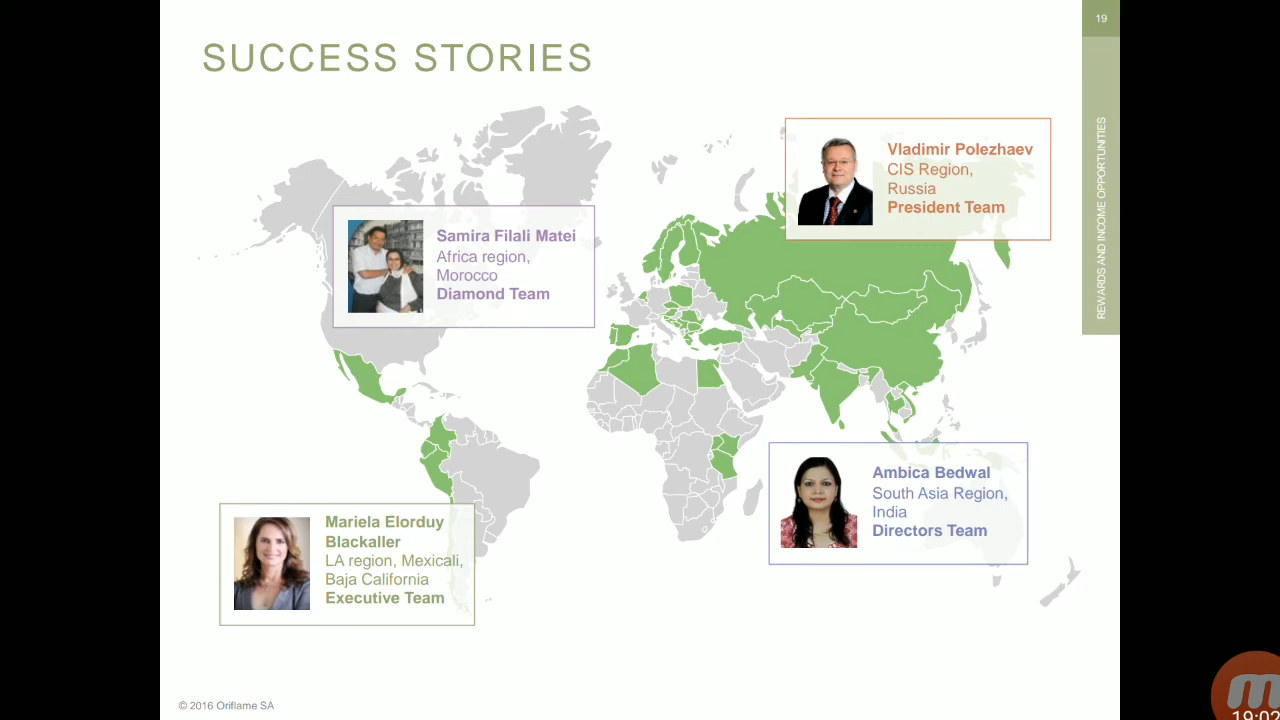 19
SUCCESS STORIES
REWARDS AND INCOME OPPORTUNITIES
Vladimir Polezhaev
CIS Region,
Russia
President Team
Samira Filali Matei
Africa region,
Morocco
Diamond Team
Ambica Bedwal
South Asia Region,
India
Directors Team
Mariela Elorduy
Blackaller
LA region, Mexicali,
Baja California
Executive Team
© 2016 Oriflame SA
19:02